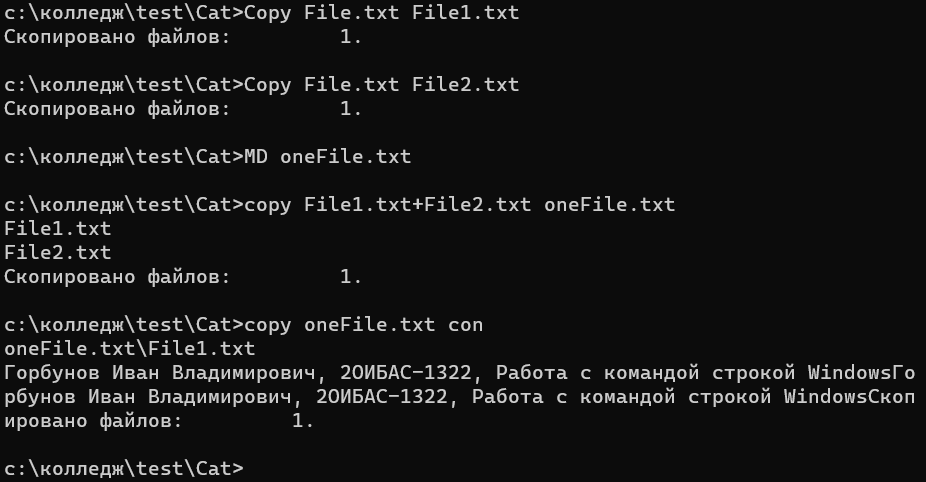 c:\колледж\test\Cat>Copy File.txt File1.txt
Скопировано файлов:         1.
c:\колледж\test\Cat>Copy File.txt File2.txt
Скопировано файлов:         1.
c:\колледж\test\Cat>MD oneFile.txt
c:\колледж\test\Cat>copy File1.txt+File2.txt oneFile.txt
File1.txt
File2.txt
Скопировано файлов:         1.
c:\колледж\test\Cat>copy oneFile.txt con
oneFile.txt\File1.txt
Горбунов Иван Владимирович, 2ОИБАС-1322, Работа с командой строкой WindowsГо
рбунов Иван Владимирович, 2ОИБАС-1322, Работа с командой строкой WindowsСкоп
ировано файлов:         1.
c:\колледж\test\Cat>